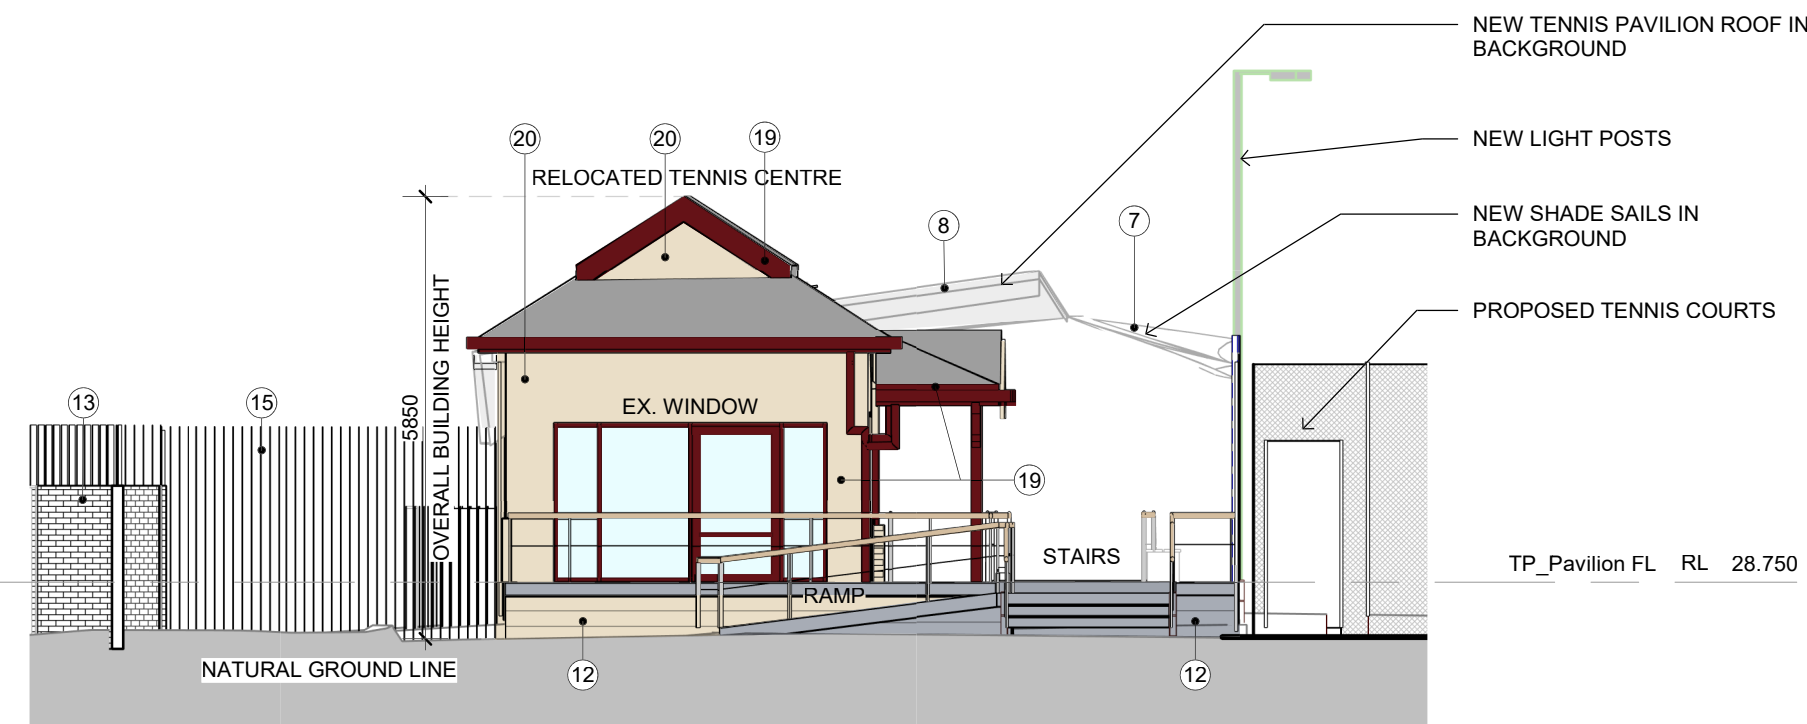 NEW TENNIS PAVILION ROOF IN
BACKGROUND
20
20
19
NEW LIGHT POSTS
RELOCATED TENNIS CENTRE
8
7
NEW SHADE SAILS IN
BACKGROUND
PROPOSED TENNIS COURTS
13
15
5850
OVERALL BUILDING HEIGHT
EX. WINDOW
19
STAIRS
TP_Pavilion FL RL 28.750
RAMP
NATURAL GROUND LINE
12
12